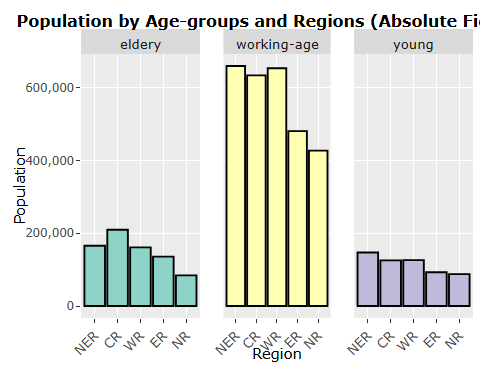 Population by Age-groups and Regions (Absolute Fi
eldery working-age young
Population
600,000
400,000
200,000
0
NER CR WR ER NR NER CR WR ER NR NER CR WR ER NR
Region